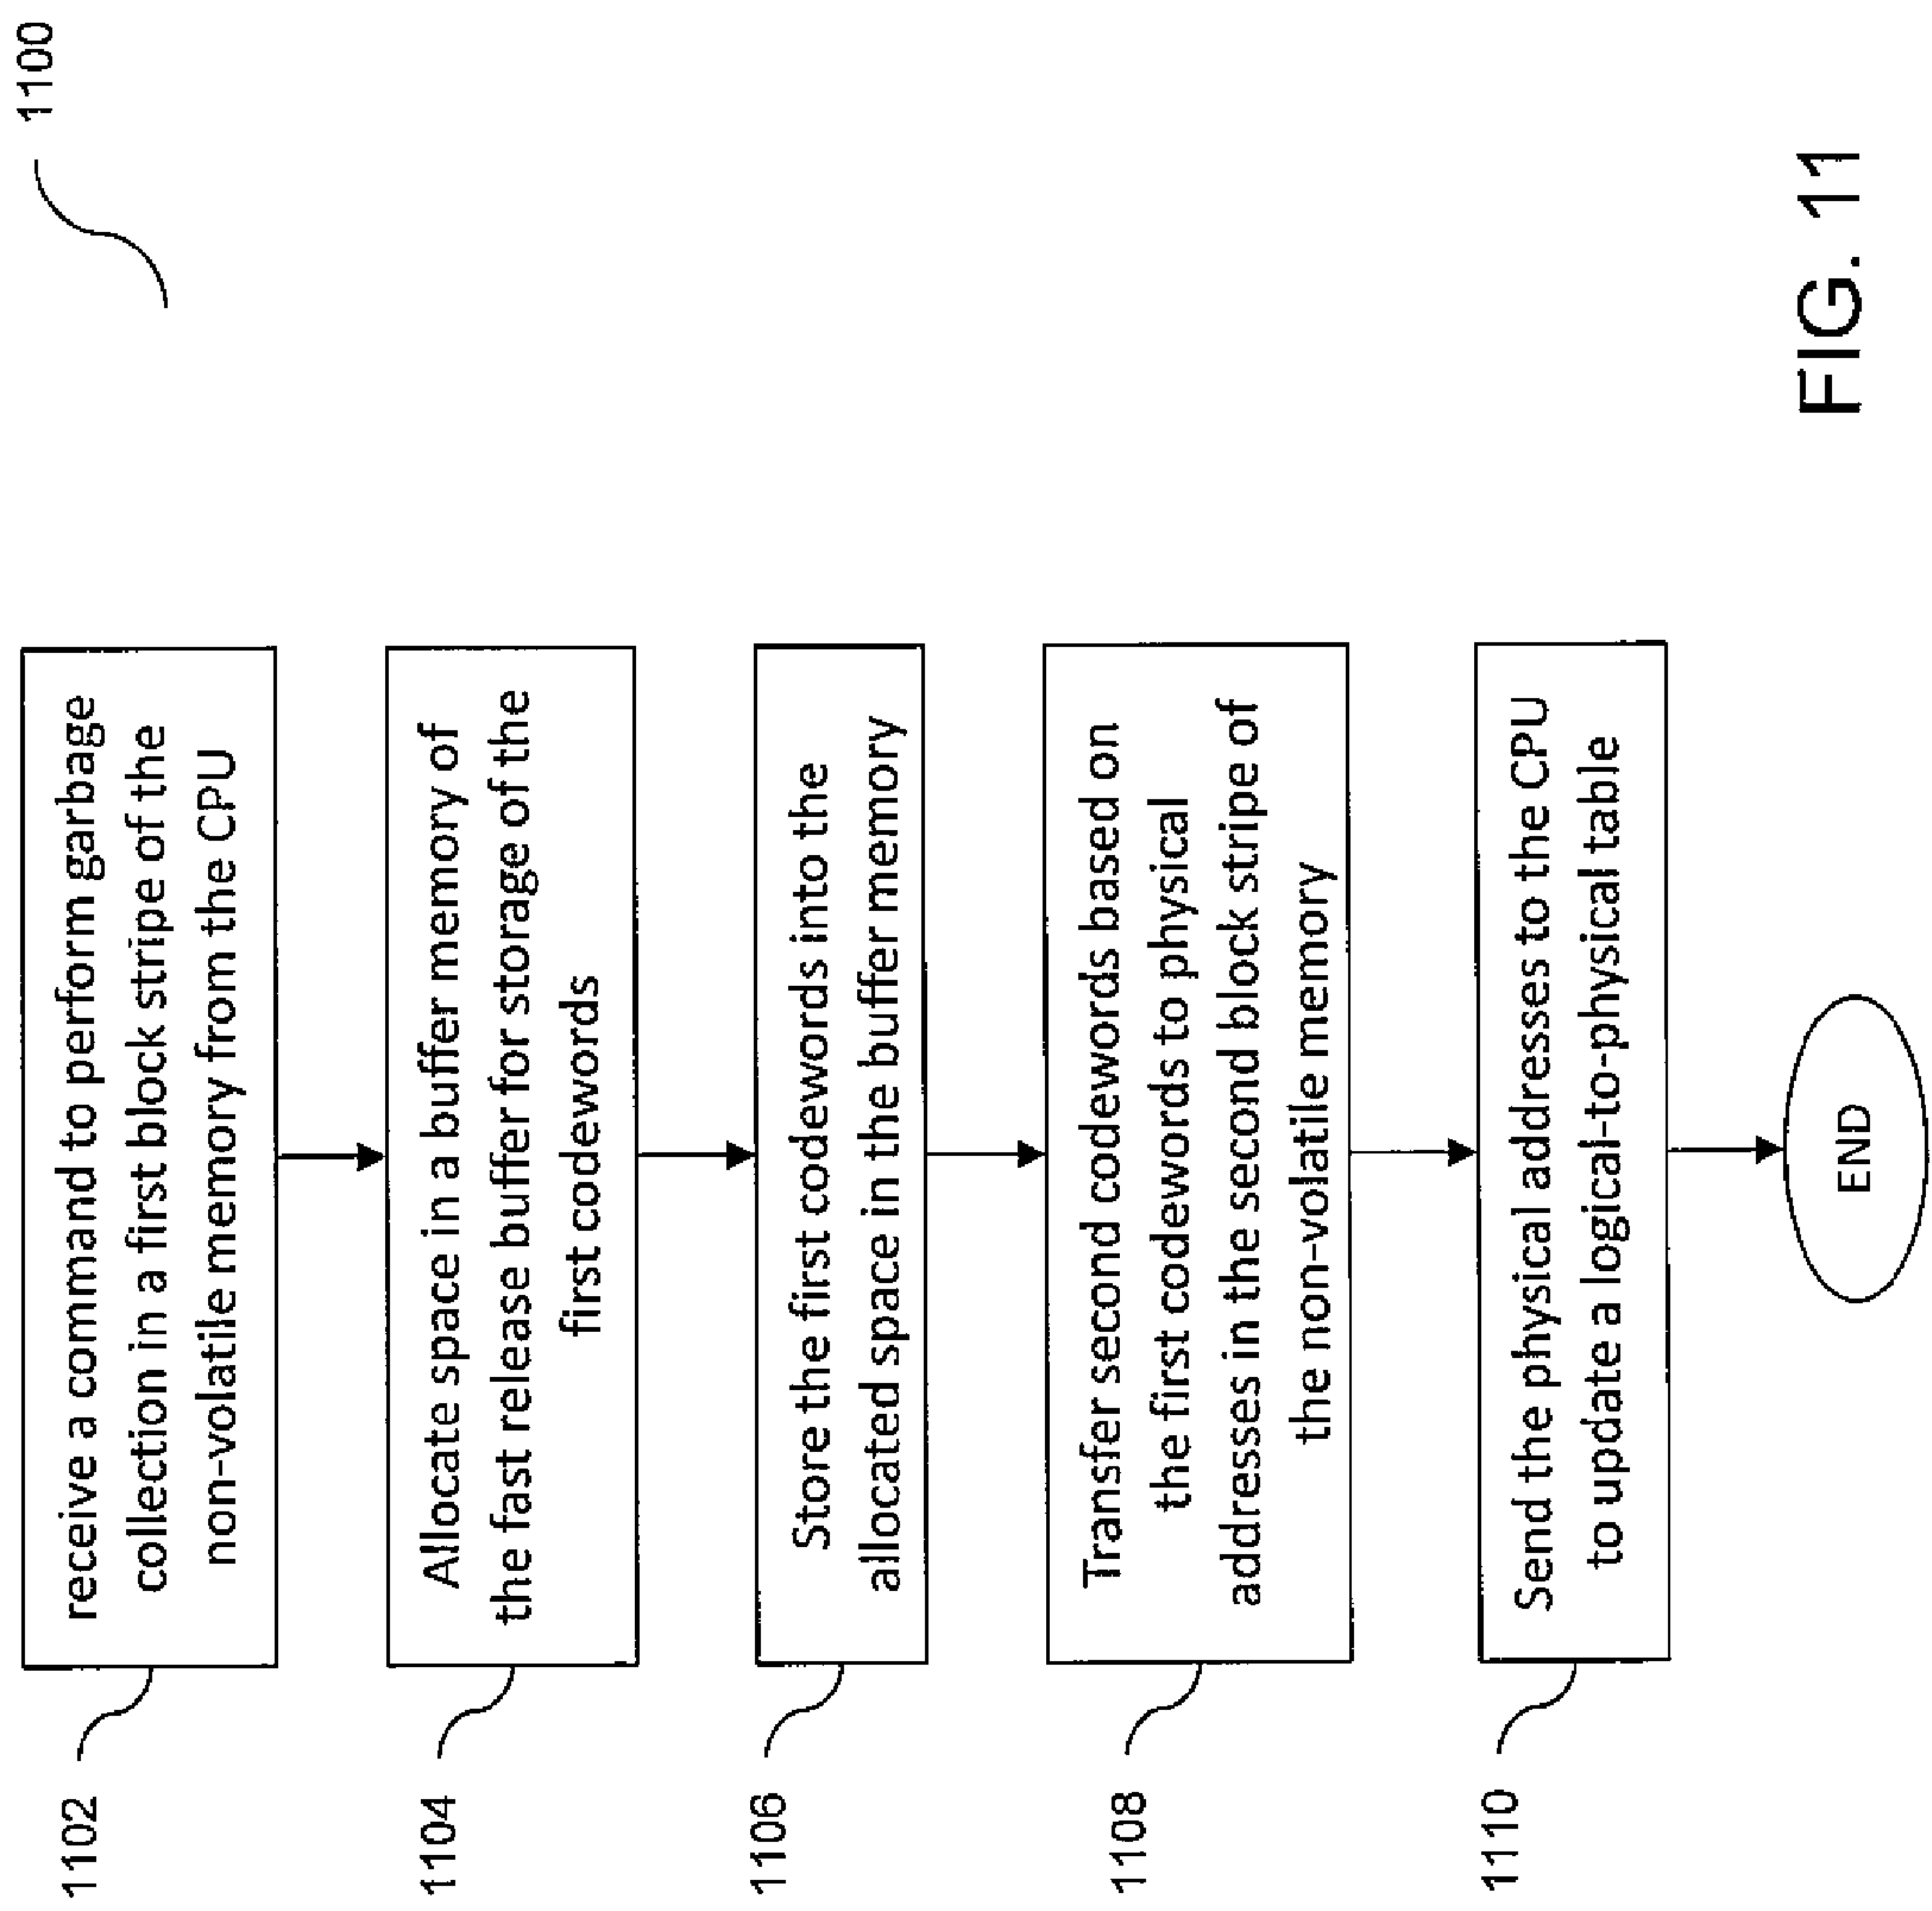 1100
1102
receive a command to perform garbage
collection in a first block stripe of the
non-volatile memory from the CPU
1104
Allocate space in a buffer memory of
the fast release buffer for storage of the
first codewords
1106
Store the first codewords into the
allocated space in the buffer memory
1108
Transfer second codewords based on
the first codewords to physical
addresses in the second block stripe of
the non-volatile memory
1110
Send the physical addresses to the CPU
to update a logical-to-physical table
END
FIG. 11